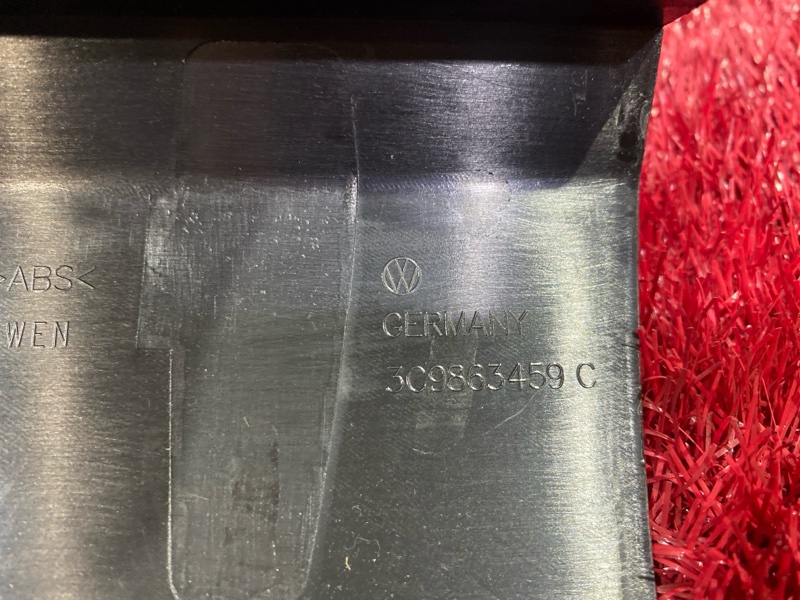 >ABS<
WEN
GERMANY
3C9863459 C